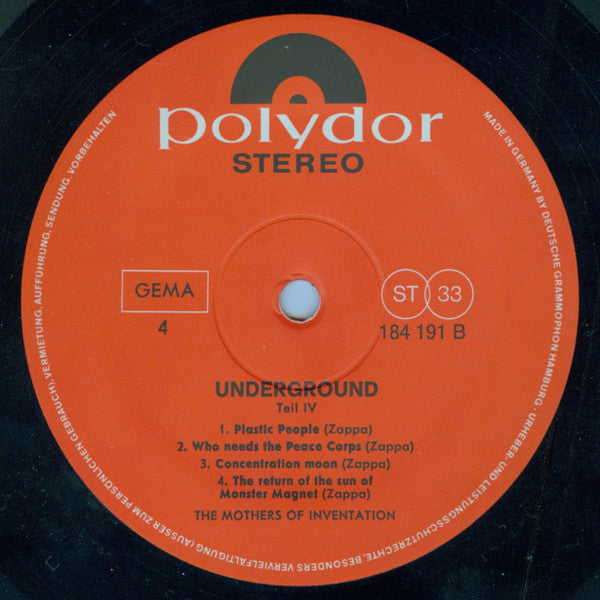 polydor
STEREO
MADE IN GERMANY BY DEUTSCHE GRAMMOPHON HAMBURG · URHEBER- UND LEISTUNGSSCHUTZRECHTE, BESONDERS VERVIELFÄLTIGUNG (AUSSER ZUM PERSÖNLICHEN GEBRAUCH), VERMIETUNG, AUFFÜHRUNG, SENDUNG, VORBEHALTEN
GEMA
4
ST 33
184 191 B
UNDERGROUND
Teil IV
1. Plastic People (Zappa)
2. Who needs the Peace Corps (Zappa)
3. Concentration moon (Zappa)
4. The return of the sun of
Monster Magnet (Zappa)
THE MOTHERS OF INVENTATION